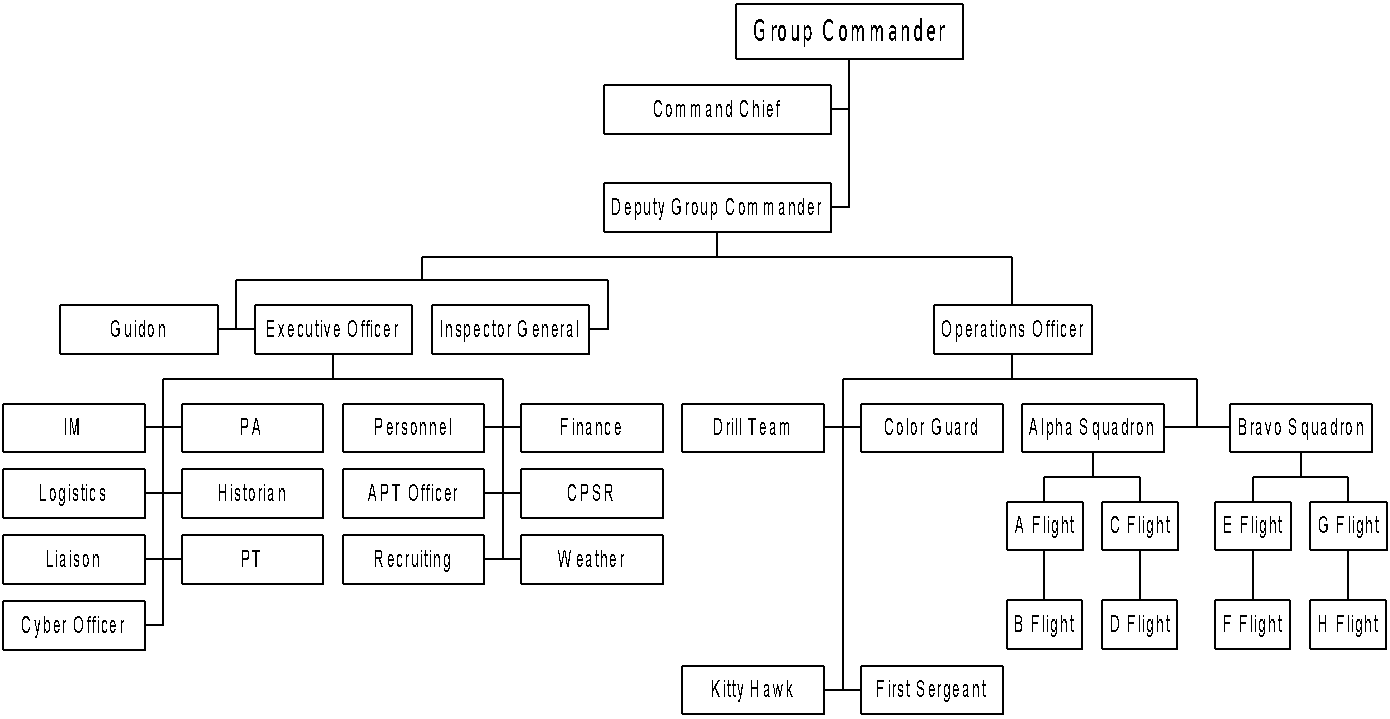 Group Commander
Command Chief
Deputy Group Commander
Guidon
Executive Officer
Inspector General
Operations Officer
IM
PA
Personnel
Finance
Drill Team
Color Guard
Alpha Squadron
Bravo Squadron
Logistics
Historian
APT Officer
CPSR
A Flight
C Flight
E Flight
G Flight
Liaison
PT
Recruiting
Weather
Cyber Officer
B Flight
D Flight
F Flight
H Flight
Kitty Hawk
First Sergeant